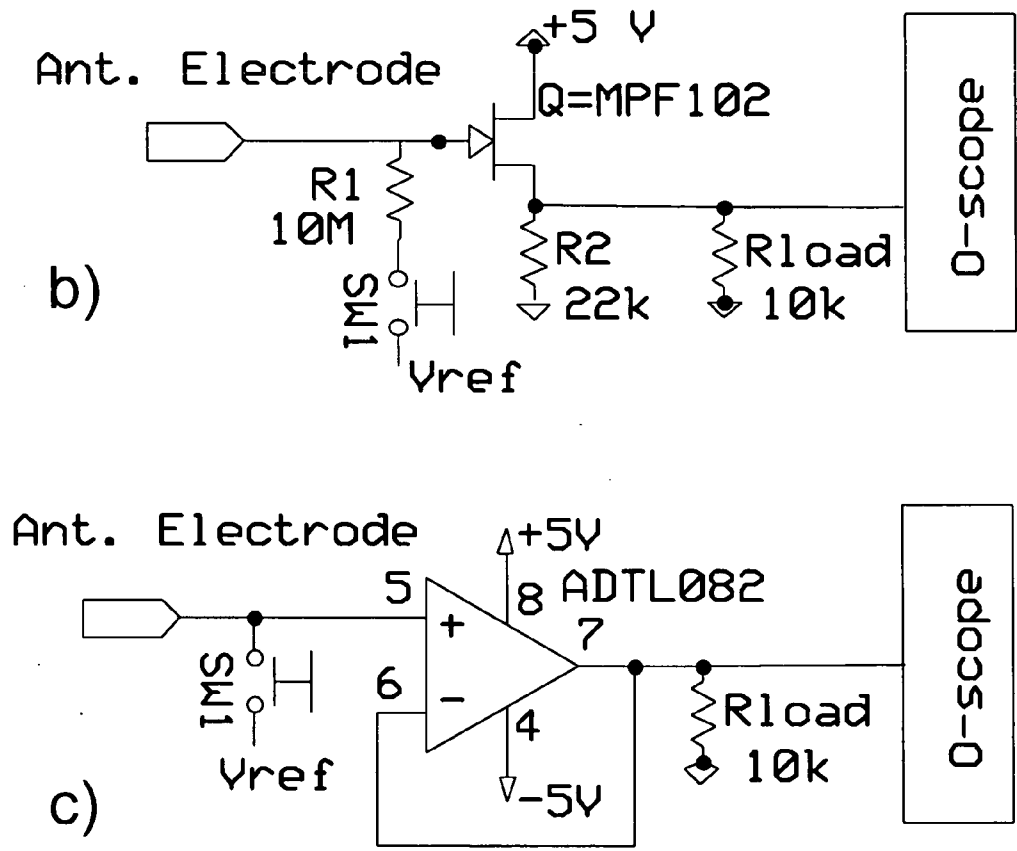 +5 V
Ant. Electrode
Q=MPF102
R1
10M
SW1
Vref
R2
22k
Rload
10k
O-scope
b)
Ant. Electrode
+5V
5
8
ADTL082
+
7
6
-
4
SW1
Vref
-5V
Rload
10k
O-scope
c)